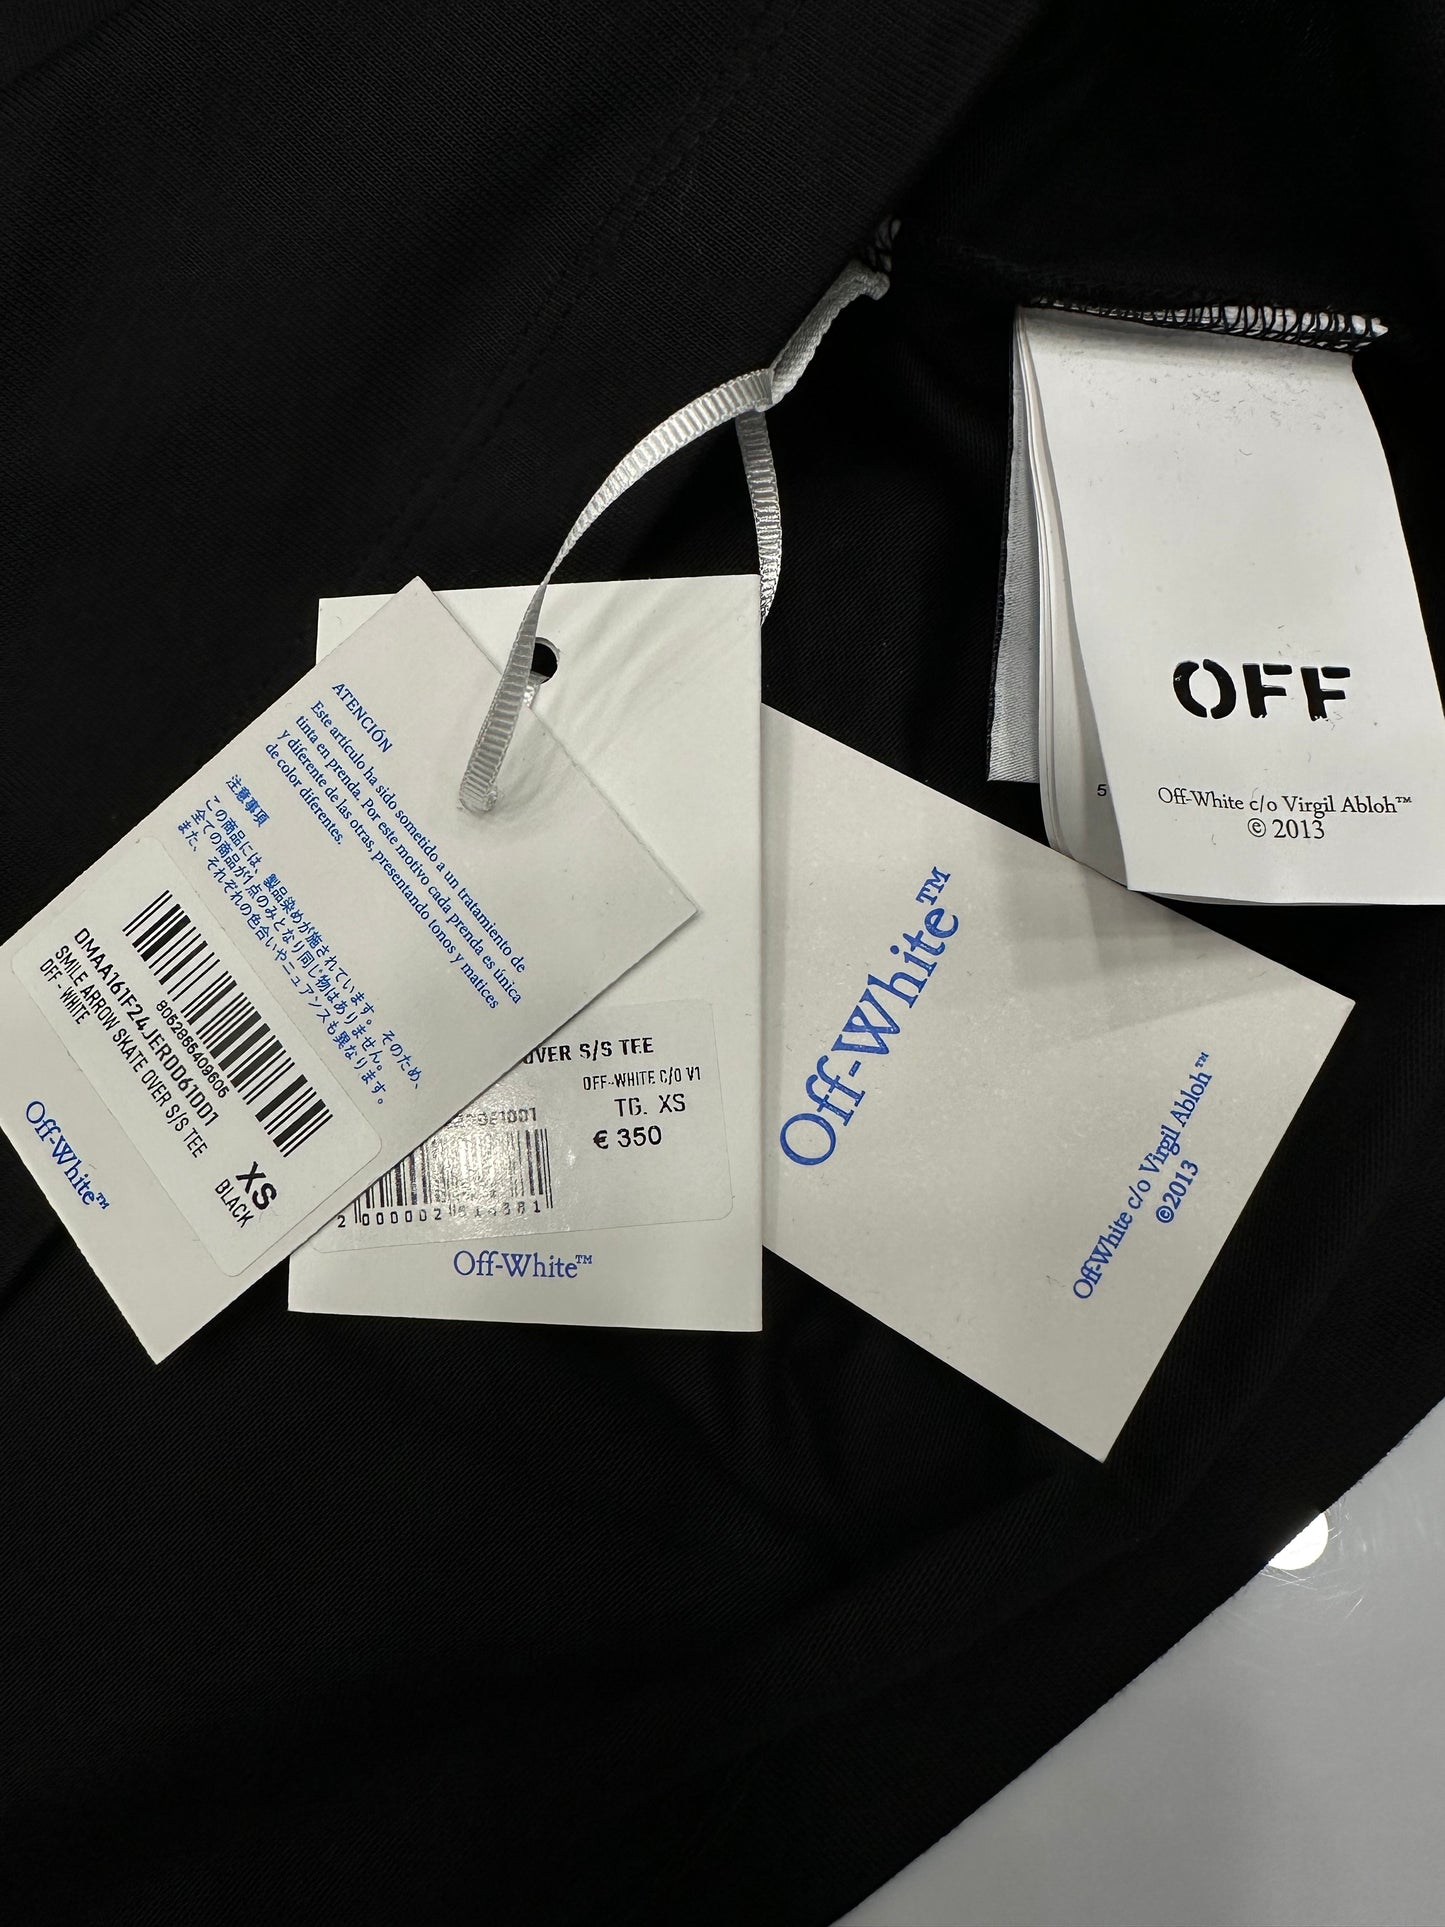 ATENCIÓN
Este artículo ha sido sometido a un tratamiento de
tinta en prenda. Por este motivo cada prenda es única
y diferente de las otras, presentando tonos y matices
de color diferentes.
注意事項
この商品には、製品染めが施されています。そのため、
全ての商品が1点のみとなり同じ物はありません。
また、それぞれの色合いやニュアンスも異なります。
8052865409606
OMAA161F24JER0061001
SMILE ARROW SKATE OVER S/S TEE
OFF-WHITE
XS
BLACK
Off-White™
OVER S/S TEE
OFF-WHITE C/O V1
TG. XS
€ 350
Off-White™
Off-White™
Off-White c/o Virgil Abloh™
©2013
OFF
5
Off-White c/o Virgil Abloh™
© 2013